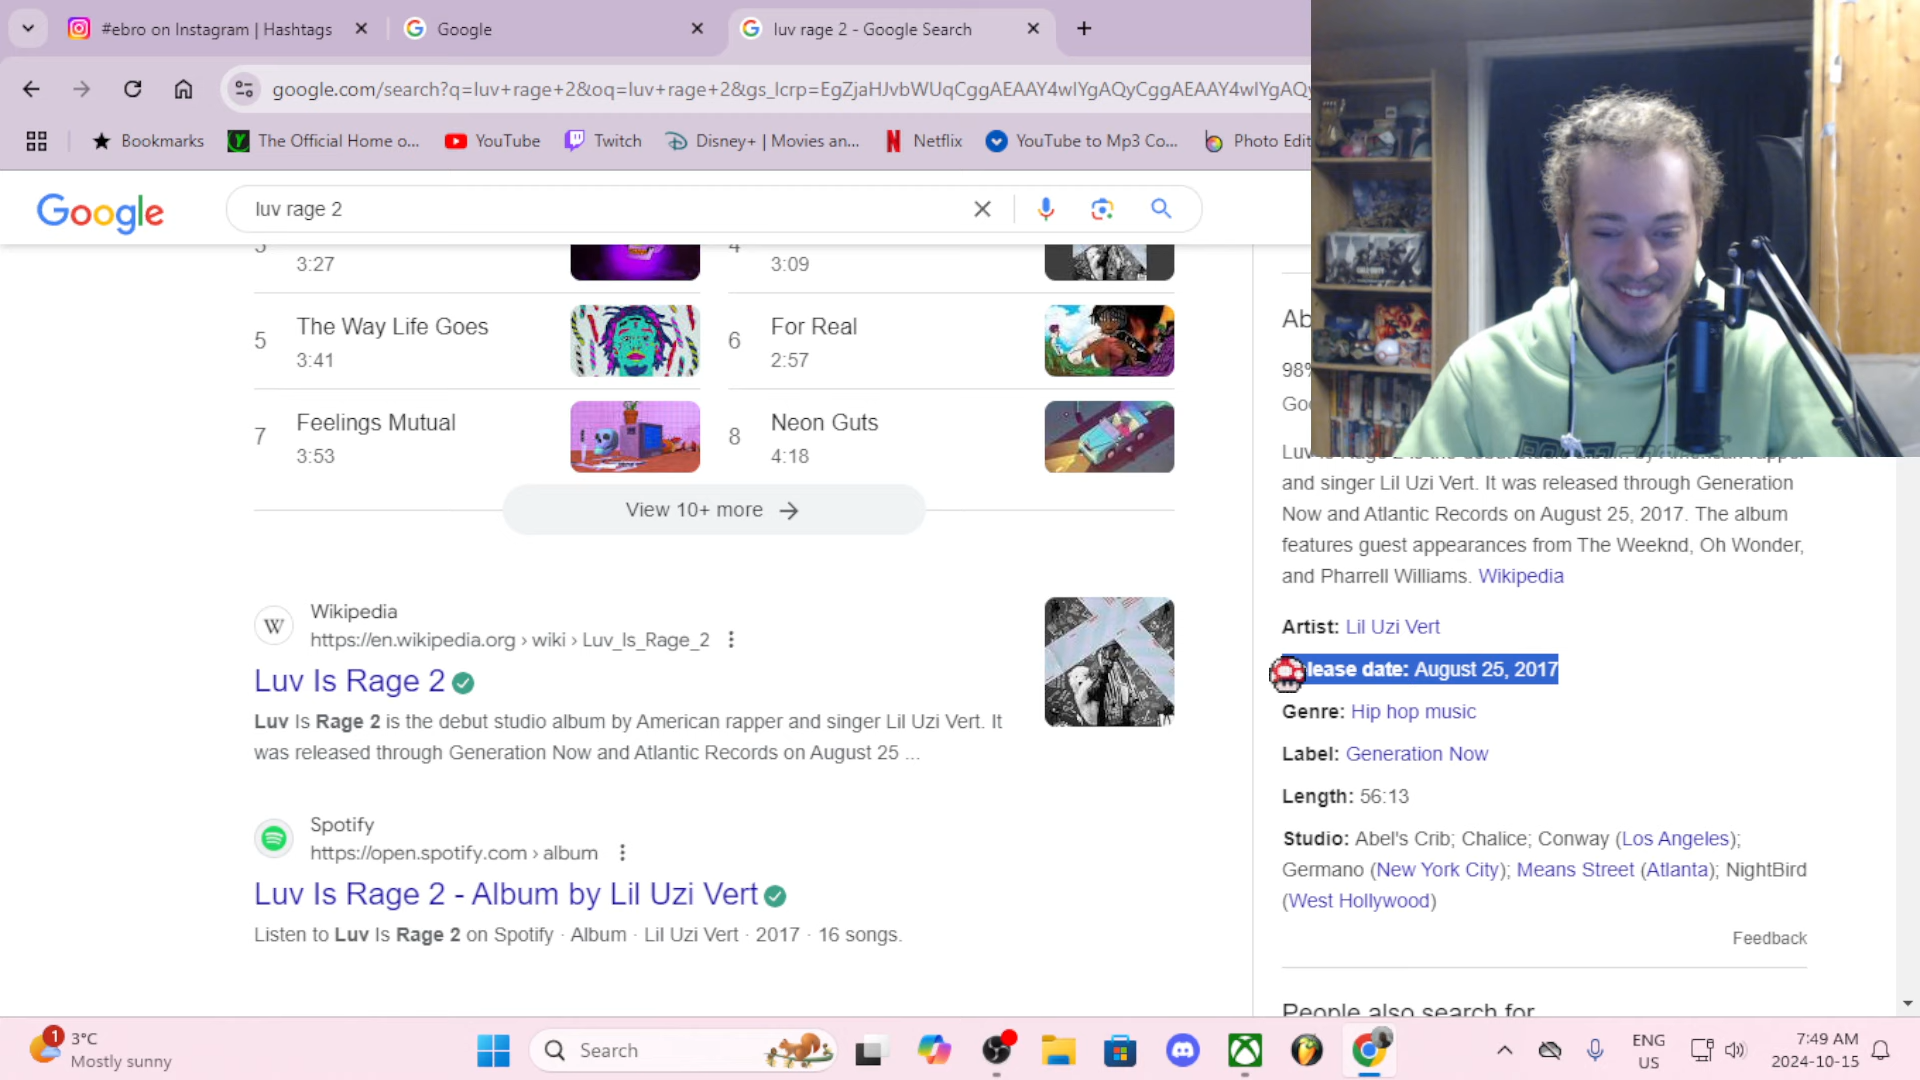 #ebro on Instagram | Hashtags
Google
luv rage 2 - Google Search
google.com/search?q=luv+rage+2&oq=luv+rage+2&gs_lcrp=EgZjaHJvbWUqCggAEAAY4wIYgAQyCggAEAAY4wIYgAQy
Bookmarks
The Official Home o...
YouTube
Twitch
Disney+ | Movies an...
Netflix
YouTube to Mp3 Co...
Photo Edit
Google
luv rage 2
3:27
4
3:09
5
The Way Life Goes
3:41
6
For Real
2:57
7
Feelings Mutual
3:53
8
Neon Guts
4:18
View 10+ more
Wikipedia
https://en.wikipedia.org › wiki › Luv_Is_Rage_2
Luv Is Rage 2
Luv Is Rage 2 is the debut studio album by American rapper and singer Lil Uzi Vert. It
was released through Generation Now and Atlantic Records on August 25 ...
Spotify
https://open.spotify.com › album
Luv Is Rage 2 - Album by Lil Uzi Vert
Listen to Luv Is Rage 2 on Spotify · Album · Lil Uzi Vert · 2017 · 16 songs.
Ab
98%
Goo
and singer Lil Uzi Vert. It was released through Generation
Now and Atlantic Records on August 25, 2017. The album
features guest appearances from The Weeknd, Oh Wonder,
and Pharrell Williams. Wikipedia
Artist: Lil Uzi Vert
lease date: August 25, 2017
Genre: Hip hop music
Label: Generation Now
Length: 56:13
Studio: Abel's Crib; Chalice; Conway (Los Angeles);
Germano (New York City); Means Street (Atlanta); NightBird
(West Hollywood)
Feedback
People also search for
1
3°C
Mostly sunny
Search
ENG
US
7:49 AM
2024-10-15